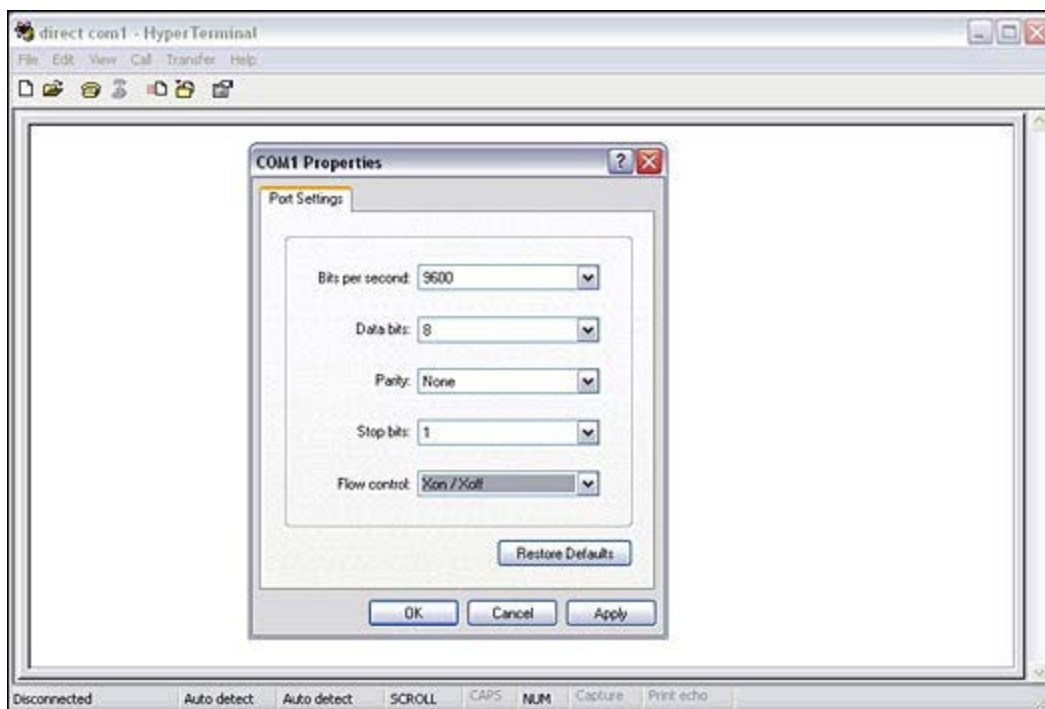 direct com1 - HyperTerminal
File Edit View Call Transfer Help
COM1 Properties
Port Settings
Bits per second: 9600
Data bits: 8
Parity: None
Stop bits: 1
Flow control: Xon / Xoff
Restore Defaults
OK Cancel Apply
Disconnected Auto detect Auto detect SCROLL CAPS NUM Capture Print echo